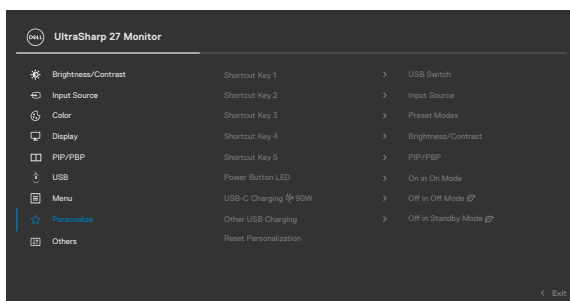 DELL UltraSharp 27 Monitor
Brightness/Contrast Shortcut Key 1 > USB Switch
Input Source Shortcut Key 2 > Input Source
Color Shortcut Key 3 > Preset Modes
Display Shortcut Key 4 > Brightness/Contrast
PIP/PBP Shortcut Key 5 > PIP/PBP
USB Power Button LED > On in On Mode
Menu USB-C Charging 90W > Off in Off Mode
Personalize Other USB Charging > Off in Standby Mode
Others Reset Personalization
< Exit